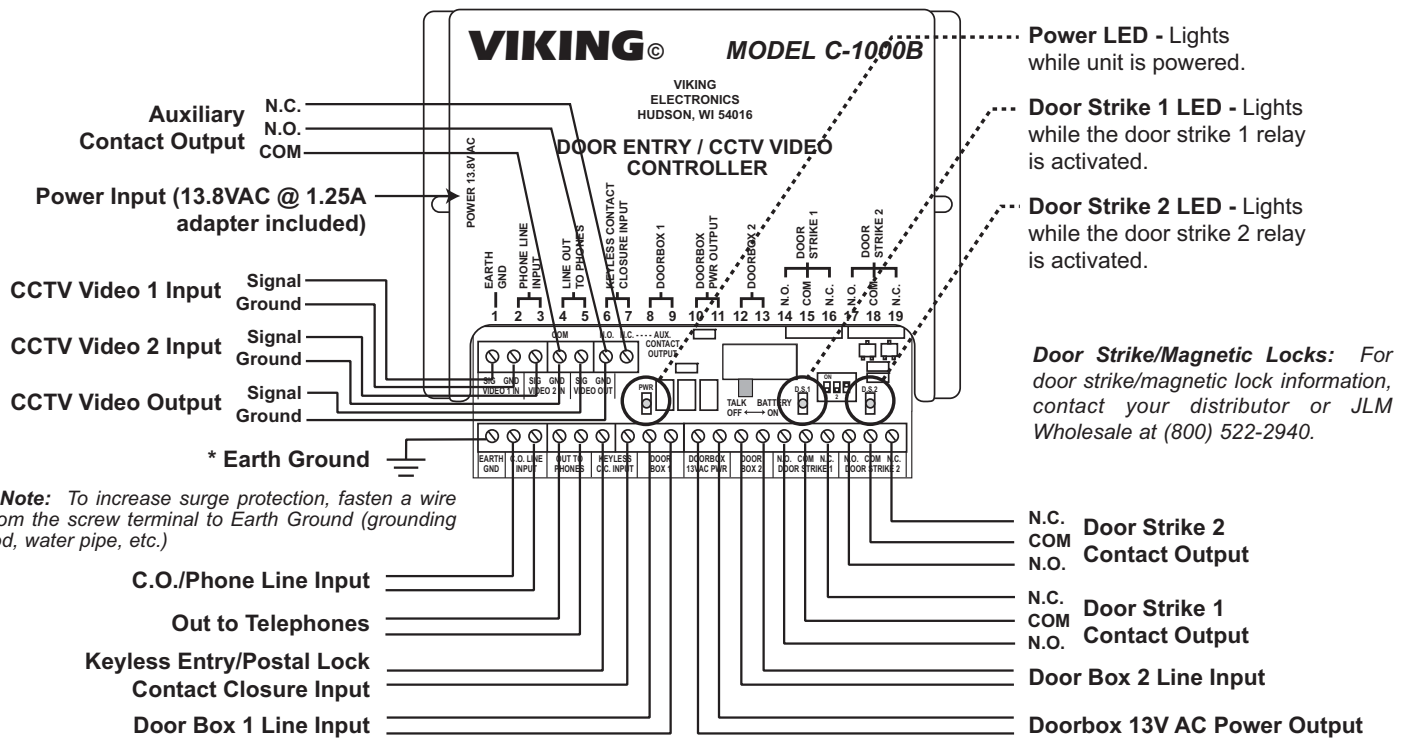 VIKING© MODEL C-1000B
VIKING
ELECTRONICS
HUDSON, WI 54016
DOOR ENTRY / CCTV VIDEO
CONTROLLER
POWER 13.8VAC
Auxiliary
Contact Output
N.C.
N.O.
COM
Power Input (13.8VAC @ 1.25A
adapter included)
CCTV Video 1 Input
Signal
Ground
CCTV Video 2 Input
Signal
Ground
CCTV Video Output
Signal
Ground
* Earth Ground
Note: To increase surge protection, fasten a wire
om the screw terminal to Earth Ground (grounding
od, water pipe, etc.)
C.O./Phone Line Input
Out to Telephones
Keyless Entry/Postal Lock
Contact Closure Input
Door Box 1 Line Input
EARTH
GND
PHONE LINE
INPUT
LINE OUT
TO PHONES
KEYLESS CONTACT
CLOSURE INPUT
DOORBOX 1
DOORBOX
PWR OUTPUT
DOORBOX 2
DOOR
STRIKE 1
DOOR
STRIKE 2
N.O. COM N.C. N.O. COM N.C.
1 2 3 4 5 6 7 8 9 10 11 12 13 14 15 16 17 18 19
COM N.O. N.C. ---- AUX.
CONTACT
OUTPUT
SIG GND SIG GND SIG GND
VIDEO 1 IN VIDEO 2 IN VIDEO OUT
PWR
TALK BATTERY
OFF ←→ ON
D.S.1
ON
2
D.S.2
EARTH
GND
C.O. LINE
INPUT
OUT TO
PHONES
KEYLESS
C.C. INPUT
DOOR
BOX 1
DOORBOX
13VAC PWR
DOOR
BOX 2
N.O. COM N.C.
DOOR STRIKE 1
N.O. COM N.C.
DOOR STRIKE 2
Power LED - Lights
while unit is powered.
Door Strike 1 LED - Lights
while the door strike 1 relay
is activated.
Door Strike 2 LED - Lights
while the door strike 2 relay
is activated.
Door Strike/Magnetic Locks: For
door strike/magnetic lock information,
contact your distributor or JLM
Wholesale at (800) 522-2940.
N.C.
COM
N.O.
Door Strike 2
Contact Output
N.C.
COM
N.O.
Door Strike 1
Contact Output
Door Box 2 Line Input
Doorbox 13V AC Power Output